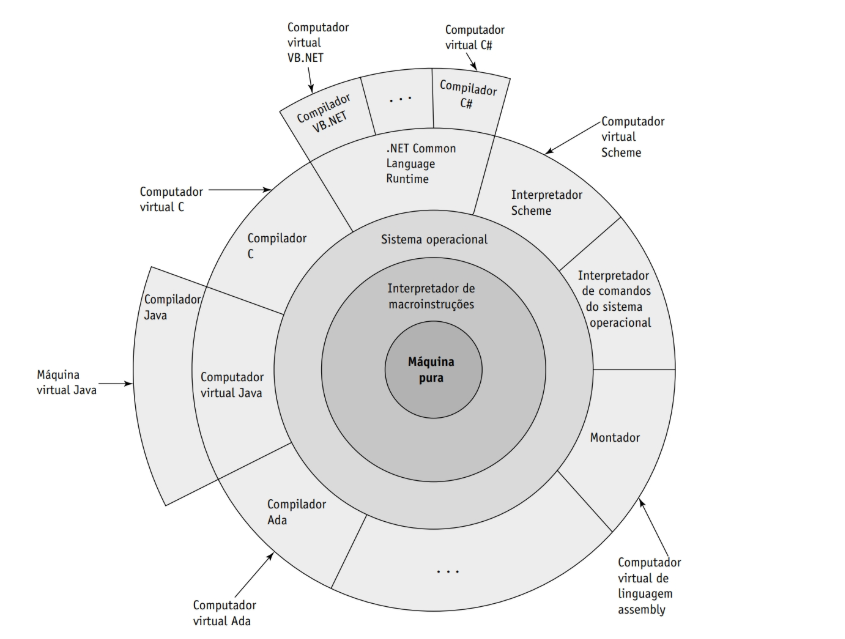 Computador
virtual
VB.NET
Computador
virtual C#
Compilador
VB.NET
...
Compilador
C#
Computador
virtual
Scheme
.NET Common
Language
Runtime
Computador
virtual C
Interpretador
Scheme
Compilador
C
Sistema operacional
Interpretador
de comandos
do sistema
operacional
Interpretador de
macroinstruções
Compilador
Java
Máquina
pura
Máquina
virtual Java
Computador
virtual Java
Montador
Compilador
Ada
...
Computador
virtual de
linguagem
assembly
Computador
virtual Ada